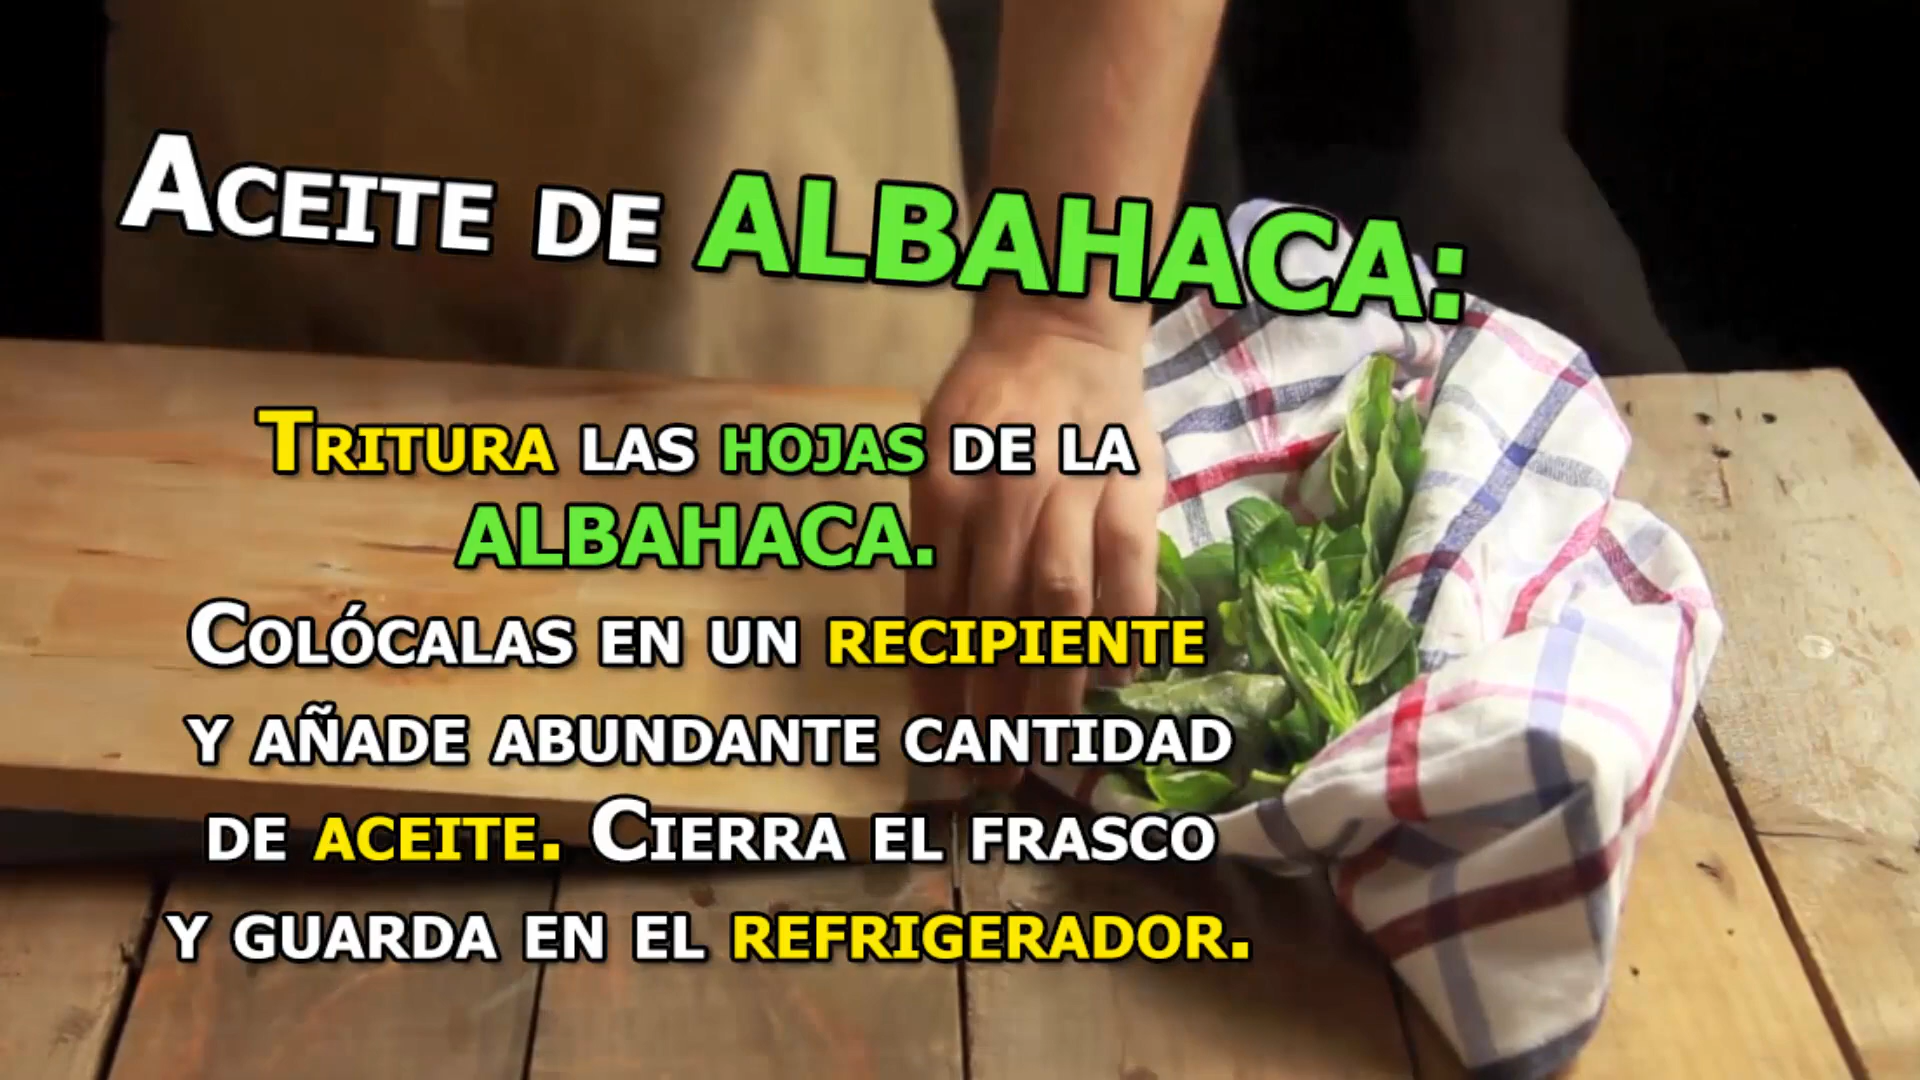 Aceite de ALBAHACA:
Tritura las hojas de la
ALBAHACA.
Colócalas en un recipiente
y añade abundante cantidad
de aceite. Cierra el frasco
y guarda en el refrigerador.